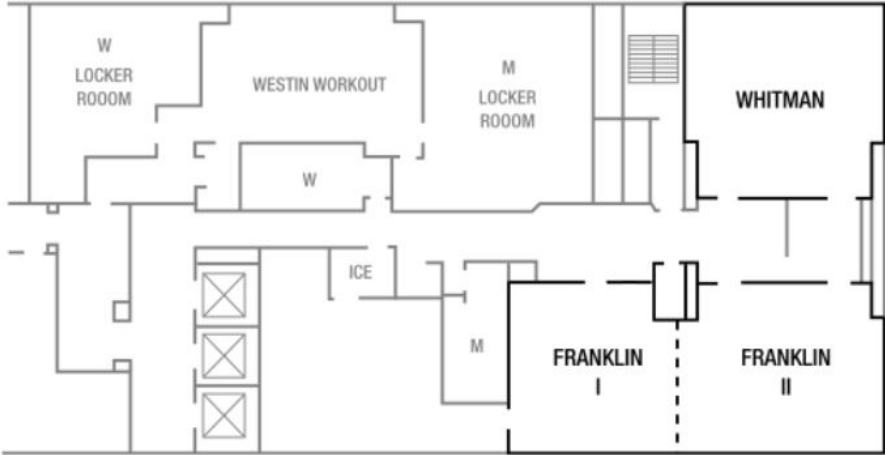 W
LOCKER
ROOOM
WESTIN WORKOUT
M
LOCKER
ROOOM
WHITMAN
W
ICE
M
FRANKLIN
I
FRANKLIN
II